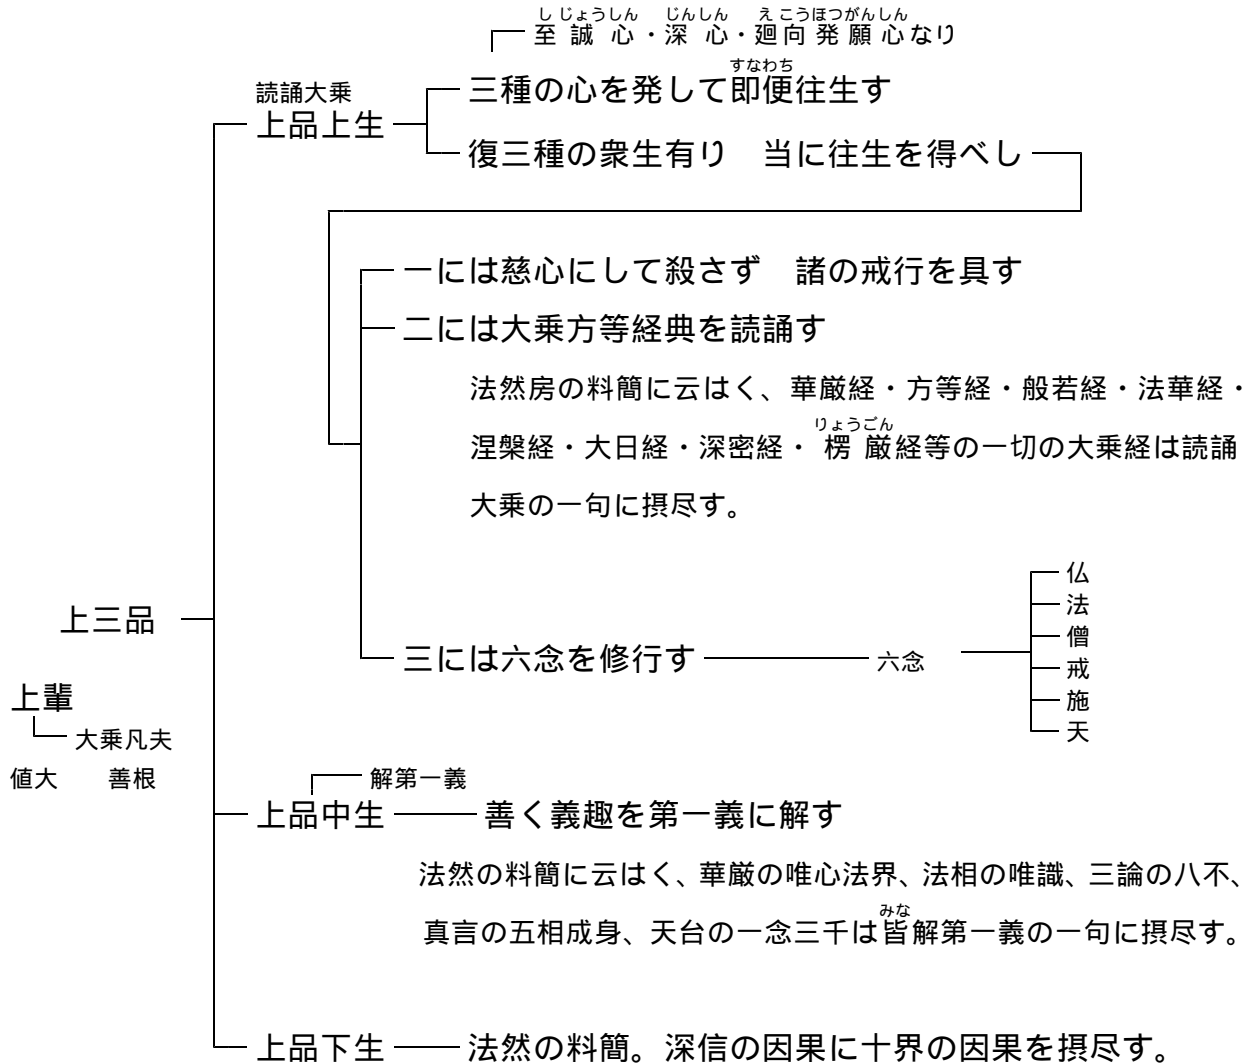 し じょうしん じんしん え こうほつがんしん
至誠心・深心・廻向発願心なり
すなわち
三種の心を発して即便往生す
読誦大乗
上品上生
復三種の衆生有り　当に往生を得べし
一には慈心にして殺さず　諸の戒行を具す
二には大乗方等経典を読誦す
法然房の料簡に云はく、華厳経・方等経・般若経・法華経・
りょうごん
涅槃経・大日経・深密経・楞厳経等の一切の大乗経は読誦
大乗の一句に摂尽す。
三には六念を修行す
六念
仏
法
僧
戒
施
天
上三品
上輩
大乗凡夫
値大　善根
解第一義
上品中生
善く義趣を第一義に解す
法然の料簡に云はく、華厳の唯心法界、法相の唯識、三論の八不、
みな
真言の五相成身、天台の一念三千は皆解第一義の一句に摂尽す。
上品下生
法然の料簡。深信の因果に十界の因果を摂尽す。